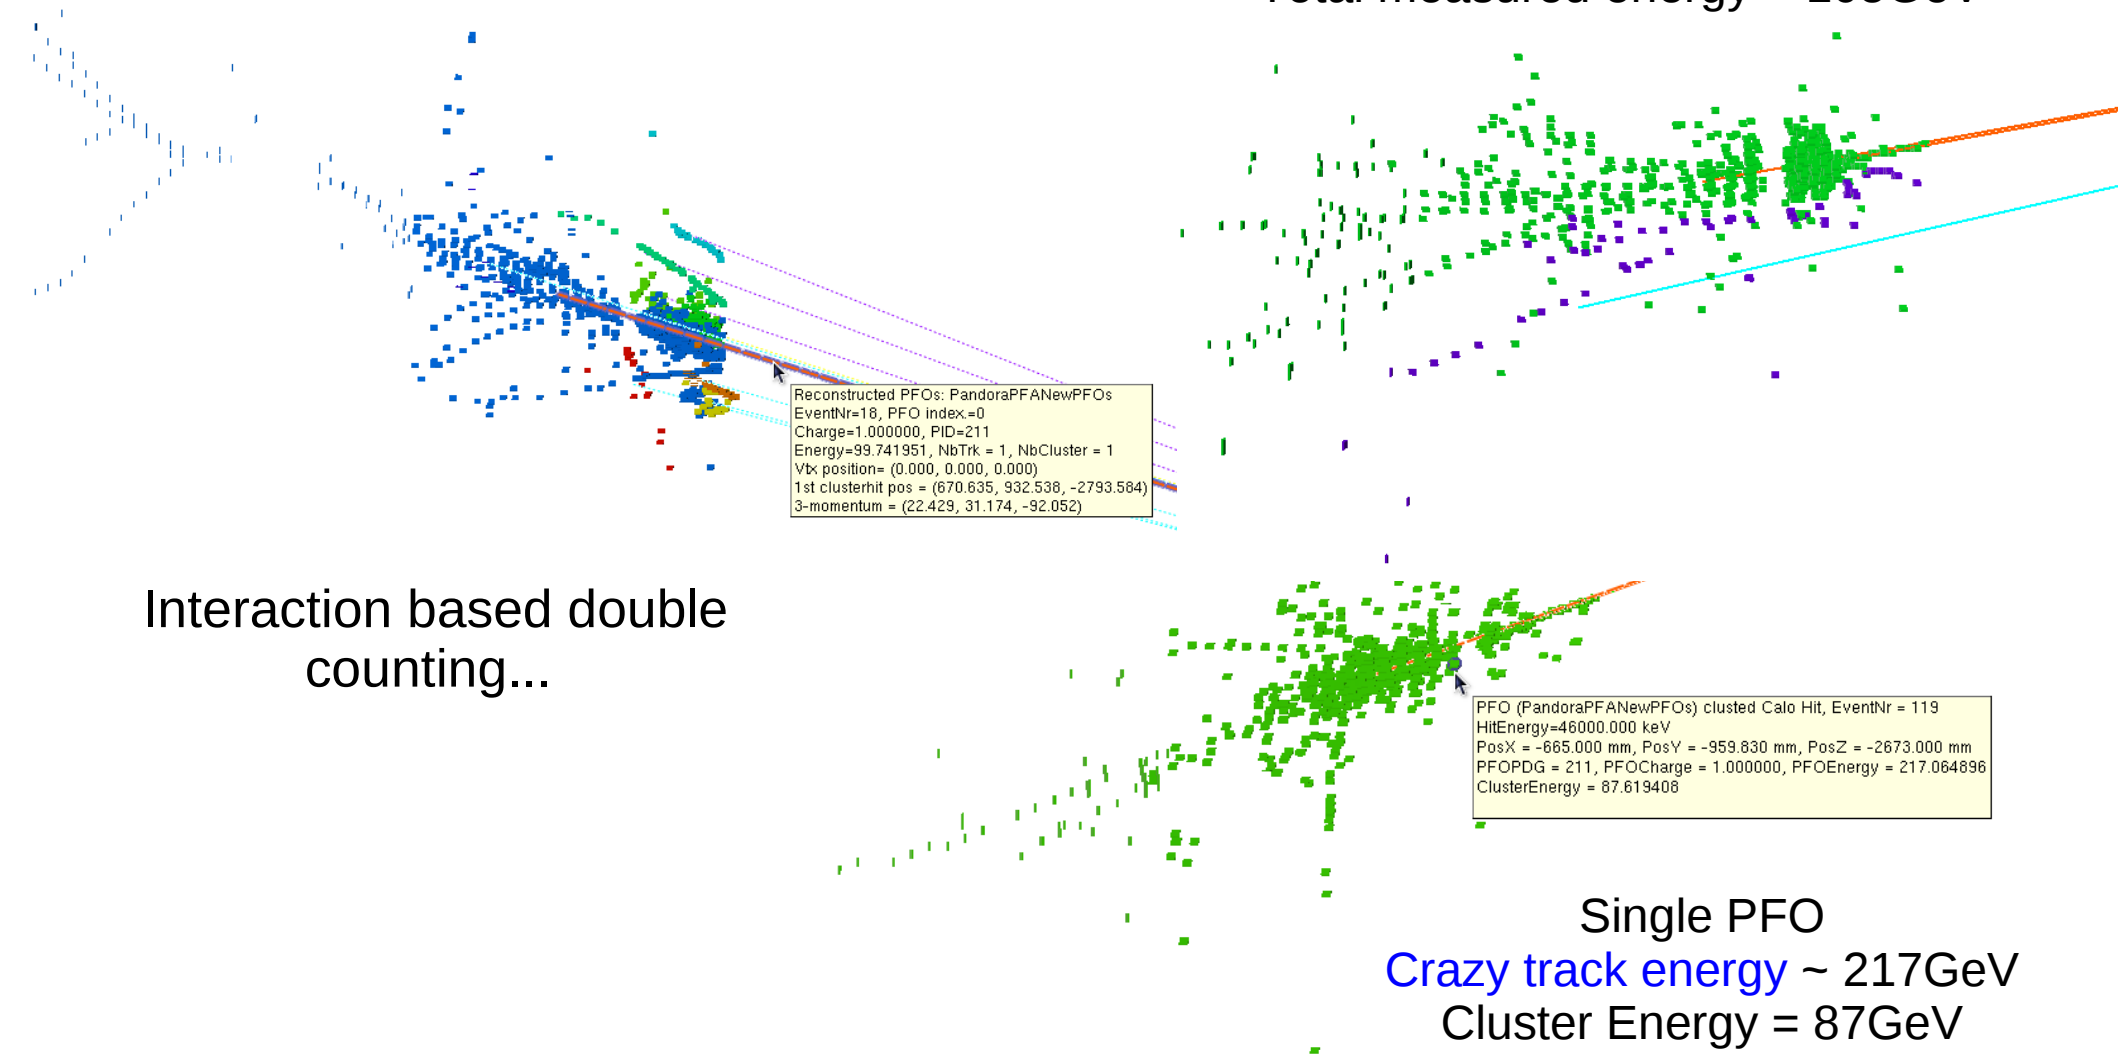 Total measured energy ~
Reconstructed PFOs: PandoraPFANewPFOs
EventNr=18, PFO index.=0
Charge=1.000000, PID=211
Energy=99.741951, NbTrk = 1, NbCluster = 1
Vtx position= (0.000, 0.000, 0.000)
1st clusterhit pos = (670.635, 932.538, -2793.584)
3-momentum = (22.429, 31.174, -92.052)
Interaction based double
counting...
PFO (PandoraPFANewPFOs) clusted Calo Hit, EventNr = 119
HitEnergy=46000.000 keV
PosX = -665.000 mm, PosY = -959.830 mm, PosZ = -2673.000 mm
PFOPDG = 211, PFOCharge = 1.000000, PFOEnergy = 217.064896
ClusterEnergy = 87.619408
Single PFO
Crazy track energy ~ 217GeV
Cluster Energy = 87GeV